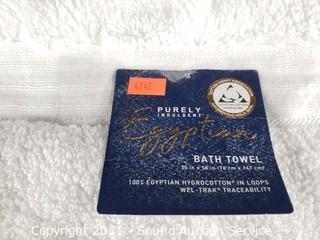 4747
PURELY
INDULGENT
Egyptian
BATH TOWEL
30 in x 58 in (76 cm x 147 cm)
100% EGYPTIAN HYGROCOTTON® IN LOOPS
WEL-TRAK® TRACEABILITY
Copyright 2021 - Sound Auction Service